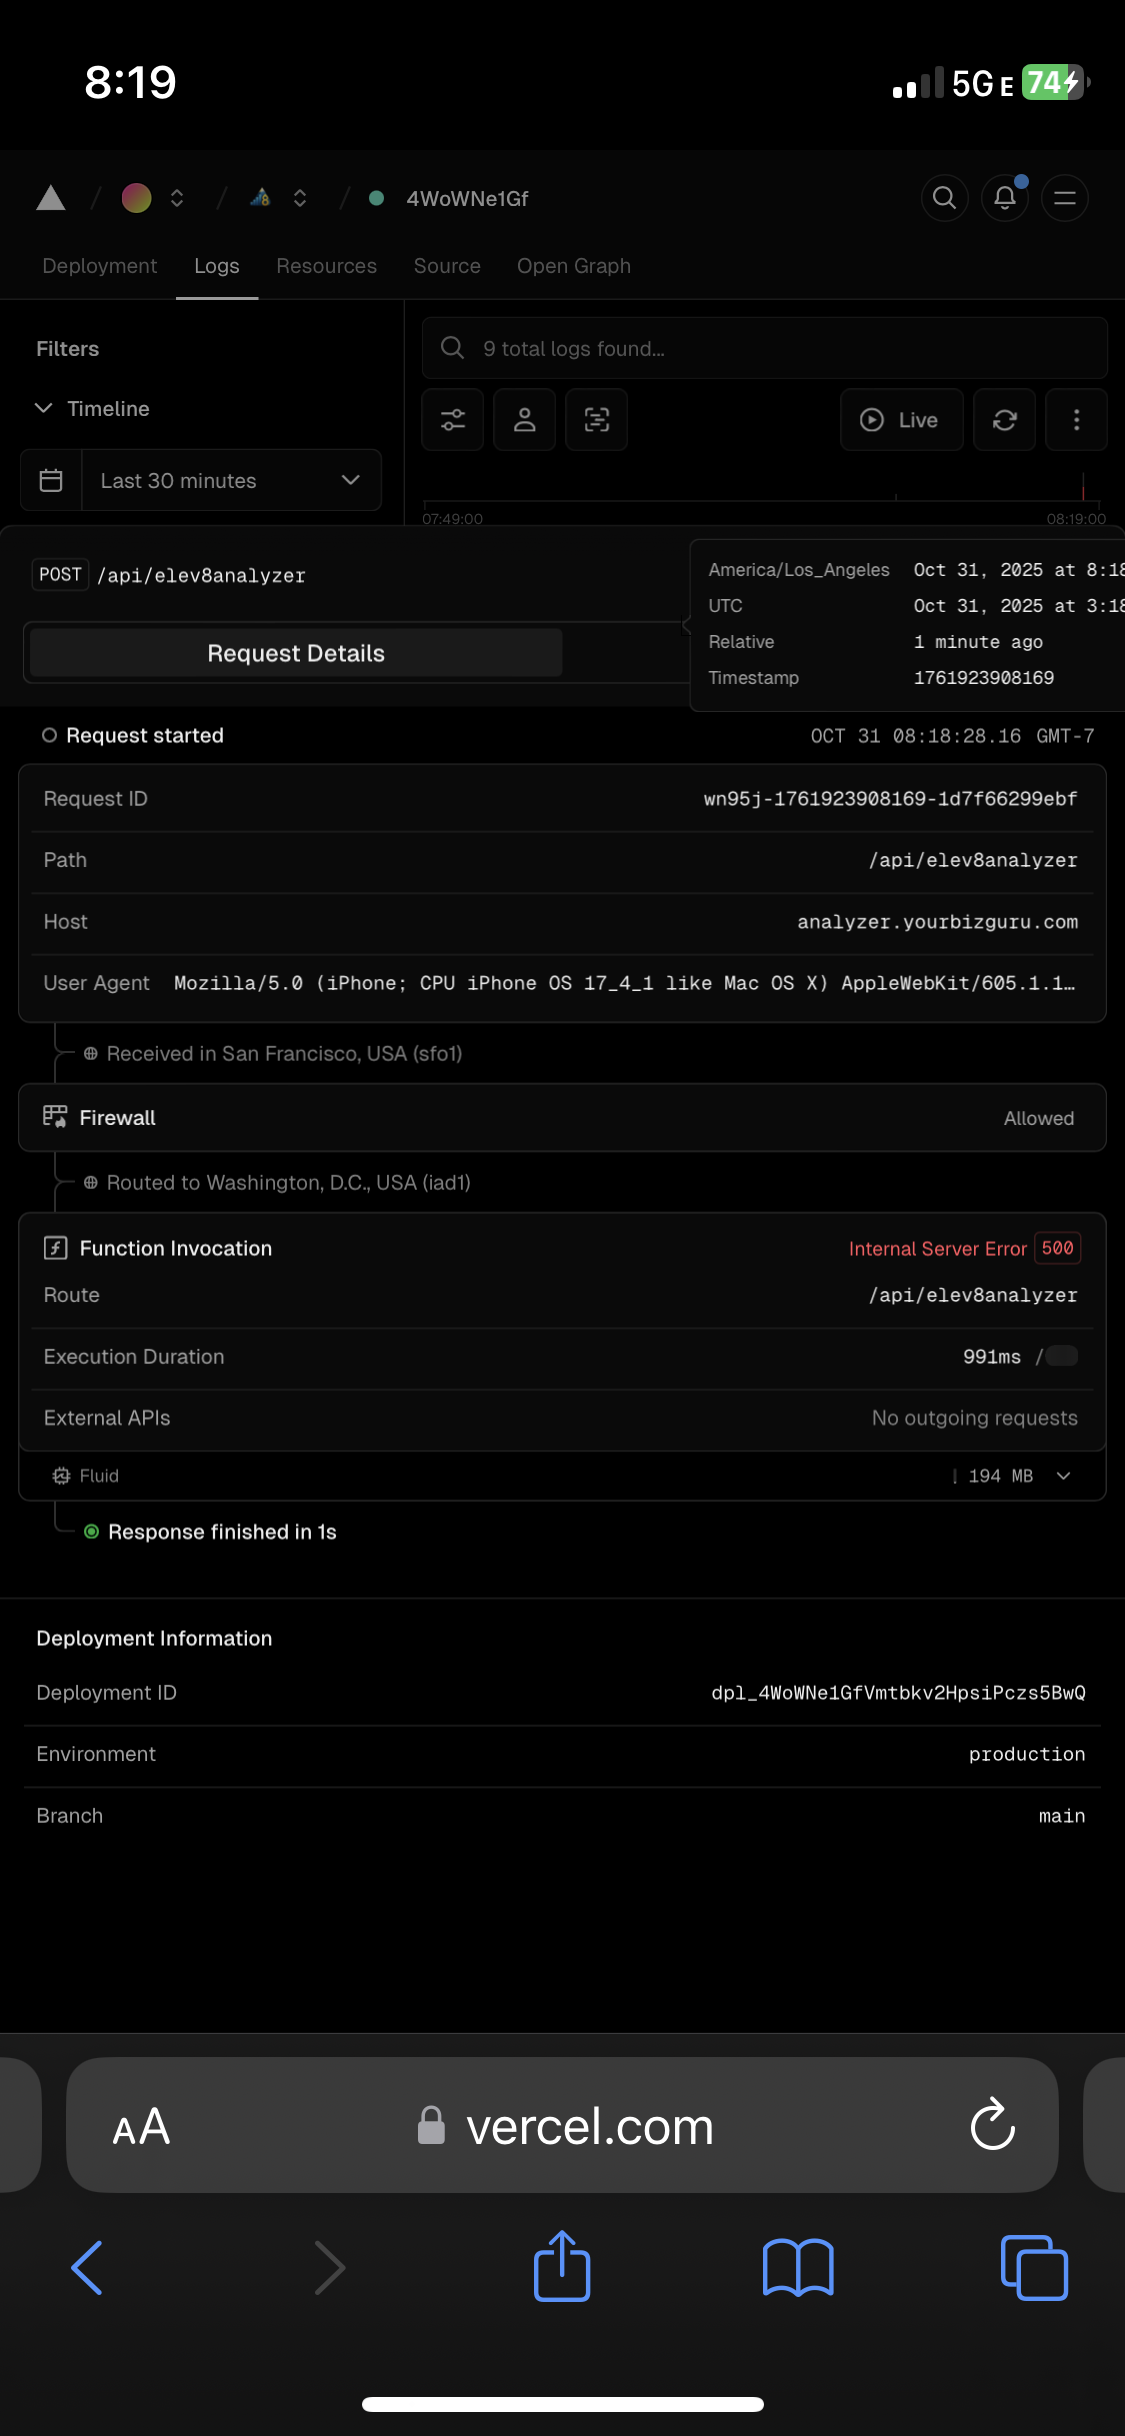 8:19
5G E 74
4WoWNe1Gf
Deployment Logs Resources Source Open Graph
Filters
9 total logs found...
Timeline
Live
Last 30 minutes
07:49:00 08:19:00
POST /api/elev8analyzer
America/Los_Angeles Oct 31, 2025 at 8:18
UTC Oct 31, 2025 at 3:18
Relative 1 minute ago
Timestamp 1761923908169
Request Details
Request started OCT 31 08:18:28.16 GMT-7
Request ID wn95j-1761923908169-1d7f66299ebf
Path /api/elev8analyzer
Host analyzer.yourbizguru.com
User Agent Mozilla/5.0 (iPhone; CPU iPhone OS 17_4_1 like Mac OS X) AppleWebKit/605.1.1…
Received in San Francisco, USA (sfo1)
Firewall Allowed
Routed to Washington, D.C., USA (iad1)
Function Invocation Internal Server Error 500
Route /api/elev8analyzer
Execution Duration 991ms /
External APIs No outgoing requests
Fluid 194 MB
Response finished in 1s
Deployment Information
Deployment ID dpl_4WoWNe1GfVmtbkv2HpsiPczs5BwQ
Environment production
Branch main
AA vercel.com